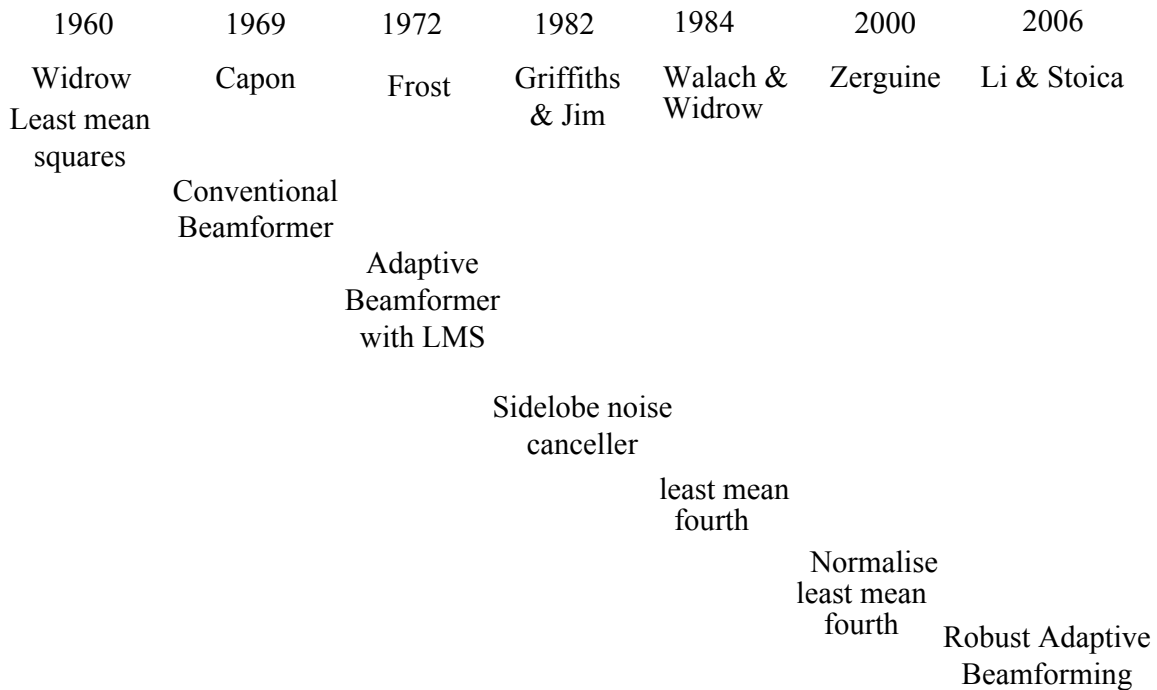 1960 1969 1972 1982 1984 2000 2006
Widrow Capon Frost Griffiths Walach & Zerguine Li & Stoica
& Jim Widrow
Least mean
squares
Conventional
Beamformer
Adaptive
Beamformer
with LMS
Sidelobe noise
canceller
least mean
fourth
Normalise
least mean
fourth
Robust Adaptive
Beamforming